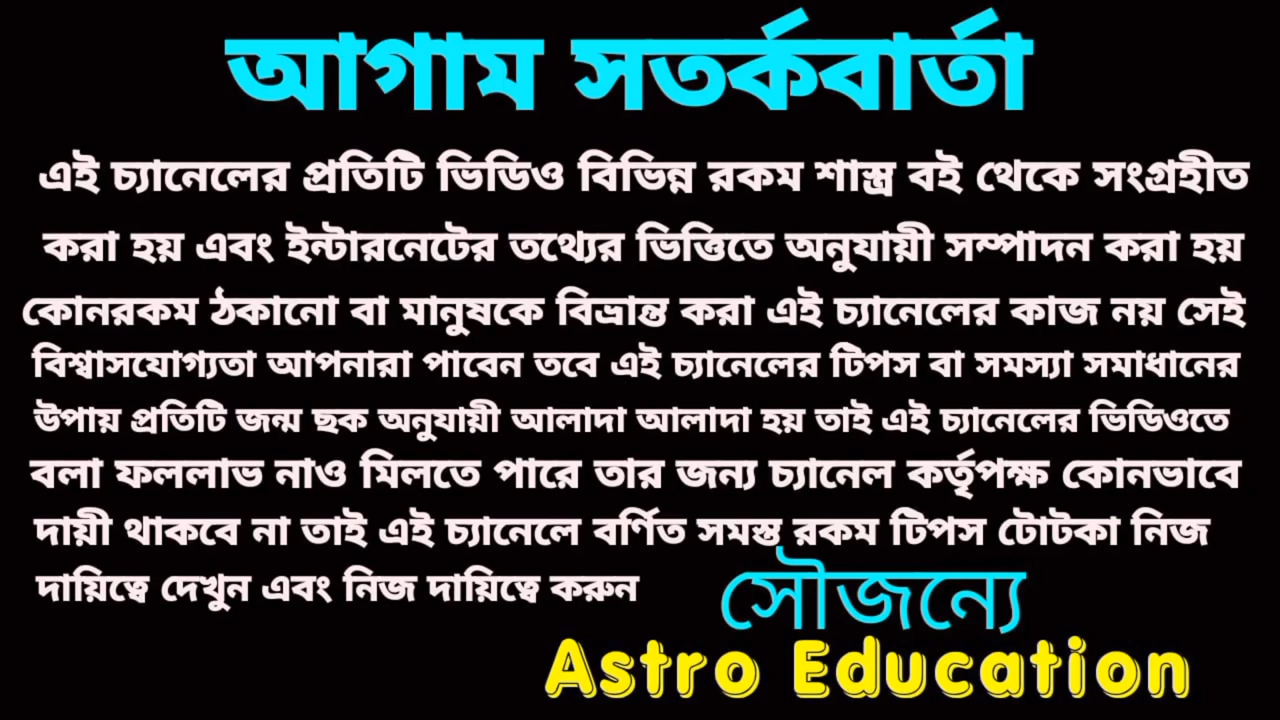 আগাম সতর্কবার্তা
এই চ্যানেলের প্রতিটি ভিডিও বিভিন্ন রকম শাস্ত্র বই থেকে সংগ্রহীত
করা হয় এবং ইন্টারনেটের তথ্যের ভিত্তিতে অনুযায়ী সম্পাদন করা হয়
কোনরকম ঠকানো বা মানুষকে বিভ্রান্ত করা এই চ্যানেলের কাজ নয় সেই
বিশ্বাসযোগ্যতা আপনারা পাবেন তবে এই চ্যানেলের টিপস বা সমস্যা সমাধানের
উপায় প্রতিটি জন্ম ছক অনুযায়ী আলাদা আলাদা হয় তাই এই চ্যানেলের ভিডিওতে
বলা ফললাভ নাও মিলতে পারে তার জন্য চ্যানেল কর্তৃপক্ষ কোনভাবে
দায়ী থাকবে না তাই এই চ্যানেলে বর্ণিত সমস্ত রকম টিপস টোটকা নিজ
দায়িত্বে দেখুন এবং নিজ দায়িত্বে করুন
সৌজন্যে
Astro Education